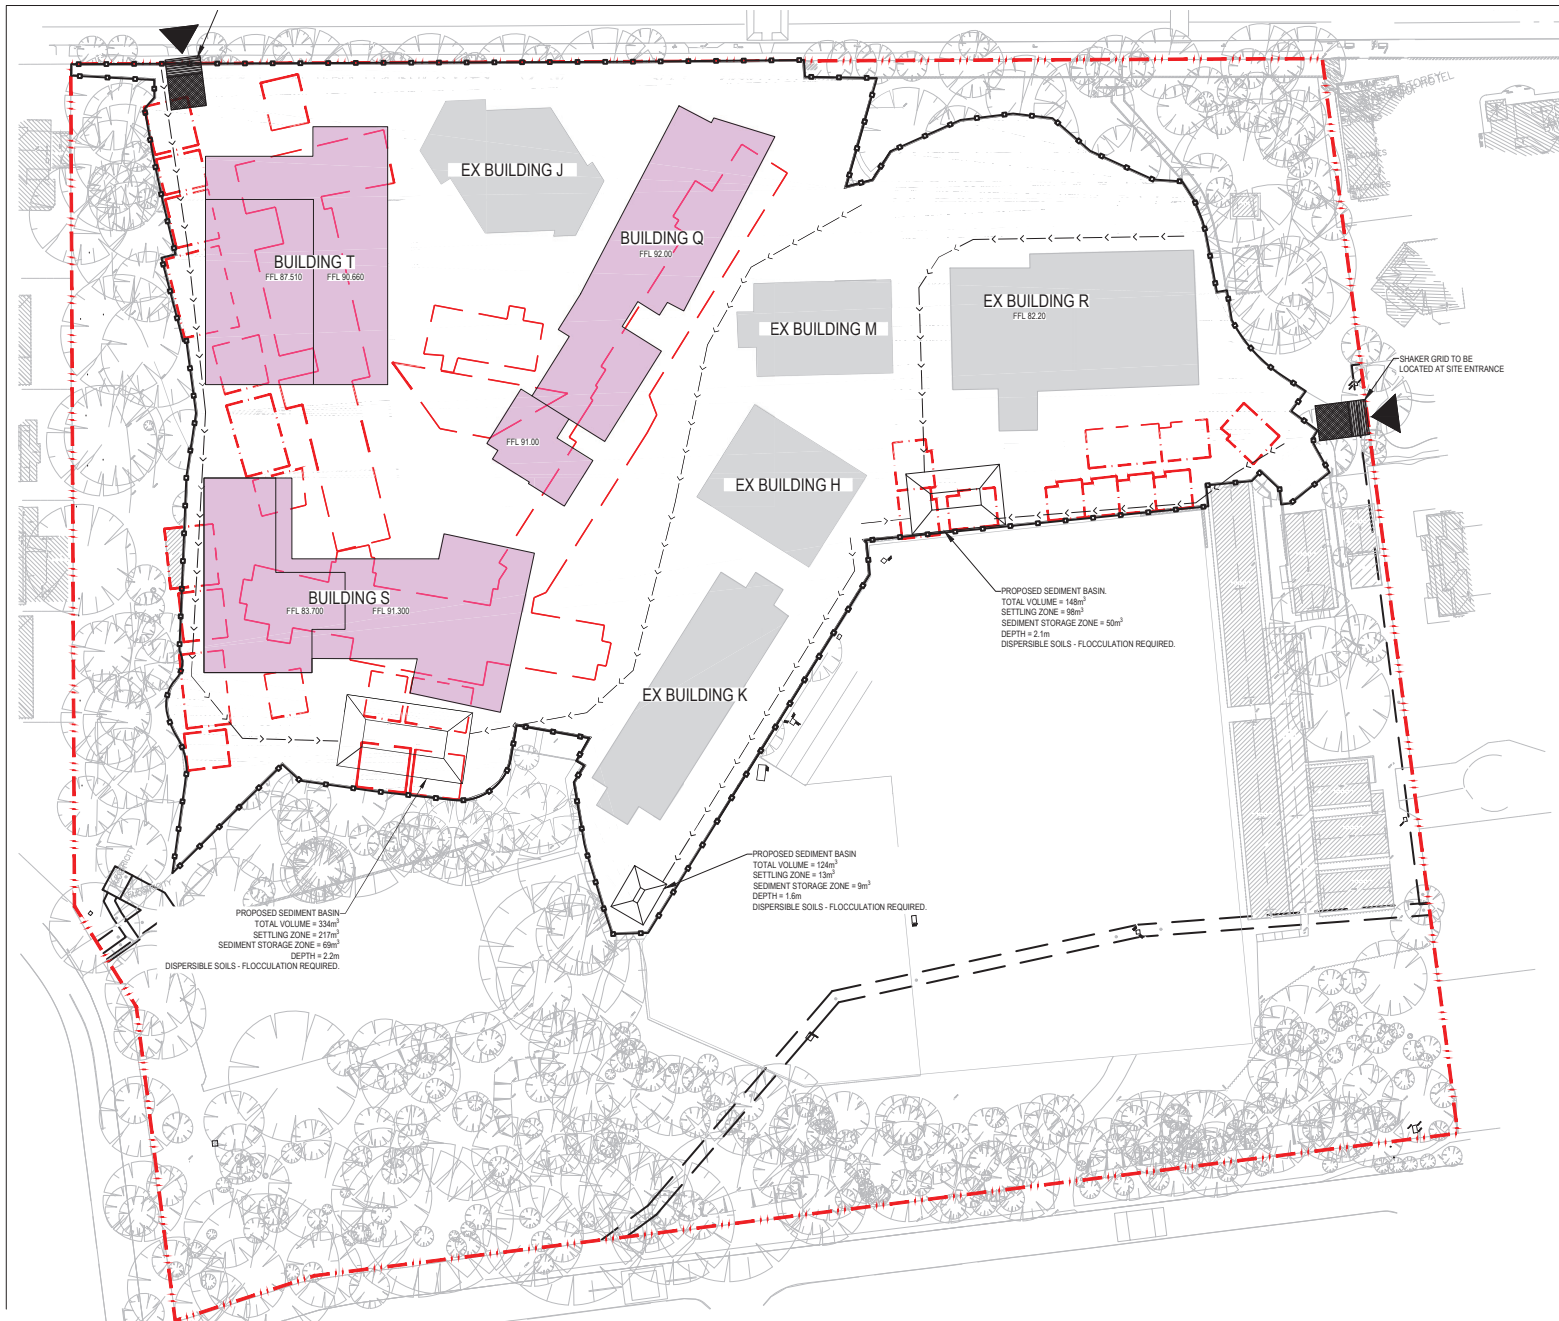 EX BUILDING J
BUILDING Q
FFL 92.00
BUILDING T
FFL 87.510
FFL 90.660
EX BUILDING M
EX BUILDING R
FFL 82.20
SHAKER GRID TO BE
LOCATED AT SITE ENTRANCE
BALCONIES
BALCONIES
FFL 91.00
EX BUILDING H
BUILDING S
FFL 83.700
FFL 91.300
PROPOSED SEDIMENT BASIN.
TOTAL VOLUME = 148m³
SETTLING ZONE = 98m³
SEDIMENT STORAGE ZONE = 50m³
DEPTH = 2.1m
DISPERSIBLE SOILS - FLOCCULATION REQUIRED.
EX BUILDING K
PROPOSED SEDIMENT BASIN
TOTAL VOLUME = 124m³
SETTLING ZONE = 13m³
SEDIMENT STORAGE ZONE = 9m³
DEPTH = 1.6m
DISPERSIBLE SOILS - FLOCCULATION REQUIRED.
PROPOSED SEDIMENT BASIN
TOTAL VOLUME = 334m³
SETTLING ZONE = 217m³
SEDIMENT STORAGE ZONE = 69m³
DEPTH = 2.2m
DISPERSIBLE SOILS - FLOCCULATION REQUIRED.